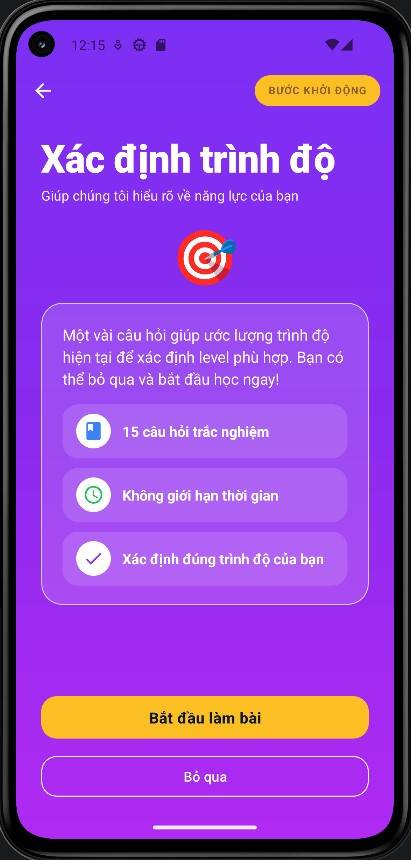 12:15
BƯỚC KHỞI ĐỘNG
Xác định trình độ
Giúp chúng tôi hiểu rõ về năng lực của bạn
Một vài câu hỏi giúp ước lượng trình độ
hiện tại để xác định level phù hợp. Bạn có
thể bỏ qua và bắt đầu học ngay!
15 câu hỏi trắc nghiệm
Không giới hạn thời gian
Xác định đúng trình độ của bạn
Bắt đầu làm bài
Bỏ qua